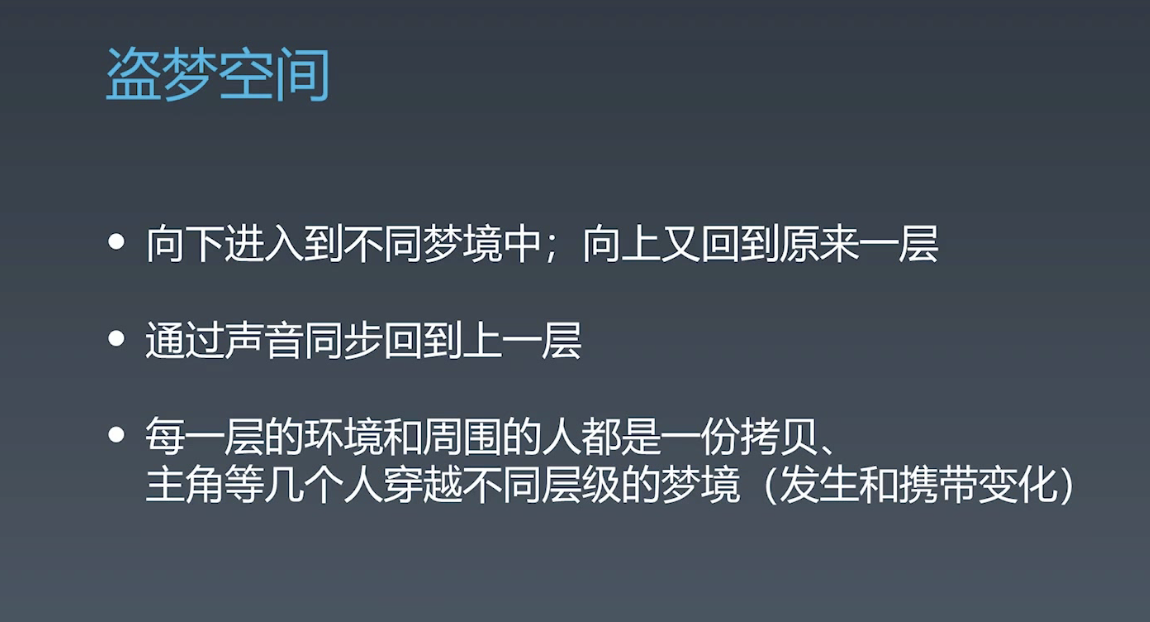 盗梦空间
• 向下进入到不同梦境中；向上又回到原来一层
• 通过声音同步回到上一层
• 每一层的环境和周围的人都是一份拷贝、
主角等几个人穿越不同层级的梦境（发生和携带变化）